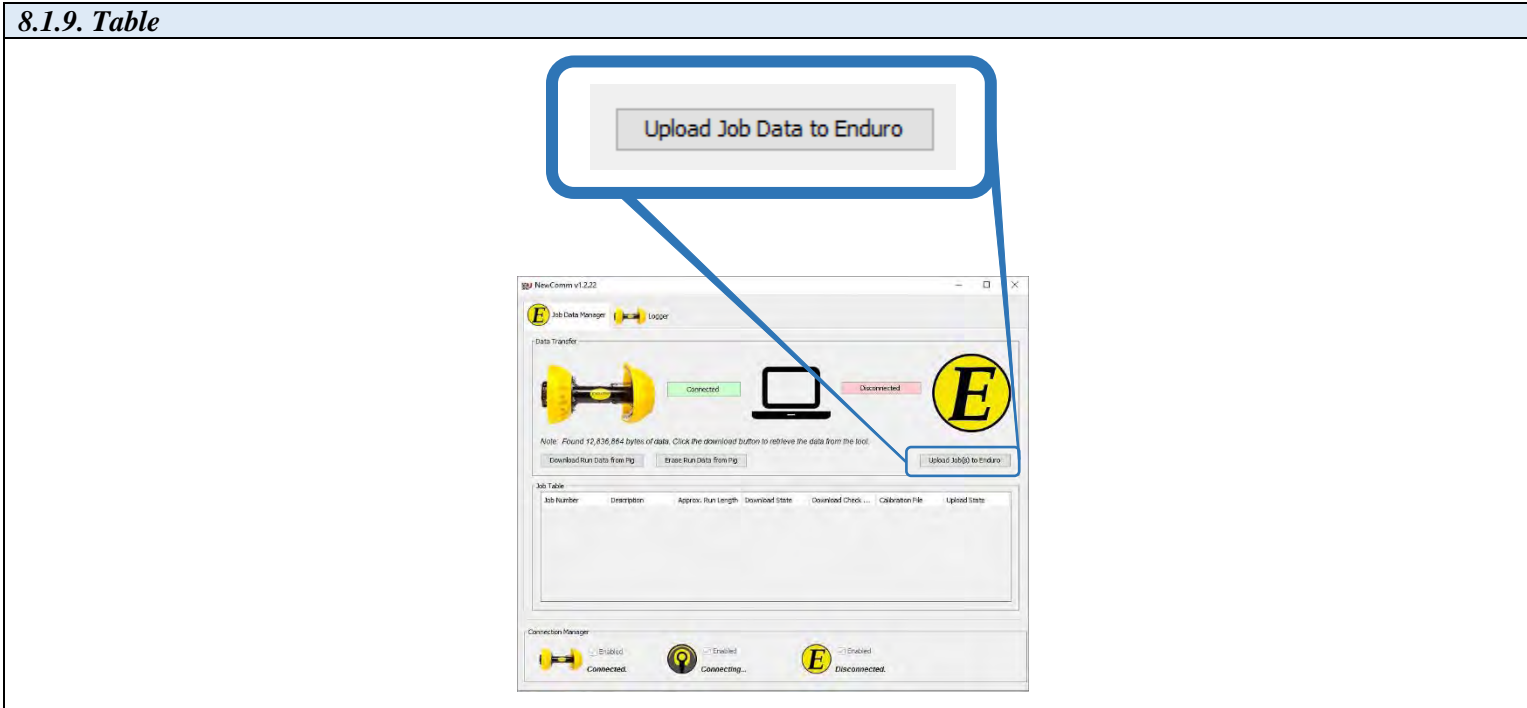 8.1.9. Table
Upload Job Data to Enduro
NewComm v1.2.22
E Job Data Manager Logger
Data Transfer
Connected Disconnected E
Note: Found 12,836,864 bytes of data. Click the download button to retrieve the data from the tool.
Download Run Data from Pig Erase Run Data from Pig Upload Job(s) to Enduro
Job Table
Job Number Description Approx. Run Length Download State Download Check ... Calibration File Upload State
Connection Manager
Enabled Enabled E Enabled
Connected. Connecting... Disconnected.